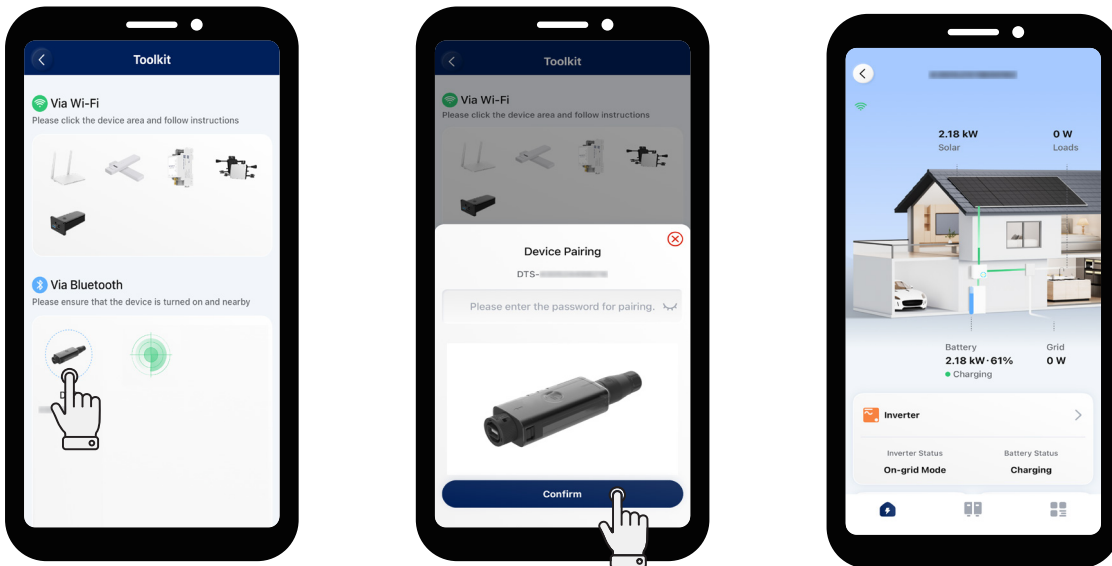 Toolkit
Via Wi-Fi
Please click the device area and follow instructions
Via Bluetooth
Please ensure that the device is turned on and nearby
Toolkit
Via Wi-Fi
Please click the device area and follow instructions
Device Pairing
DTS-
Please enter the password for pairing.
Confirm
2.18 kW 0 W
Solar Loads
Battery Grid
2.18 kW·61% 0 W
Charging
Inverter
Inverter Status Battery Status
On-grid Mode Charging